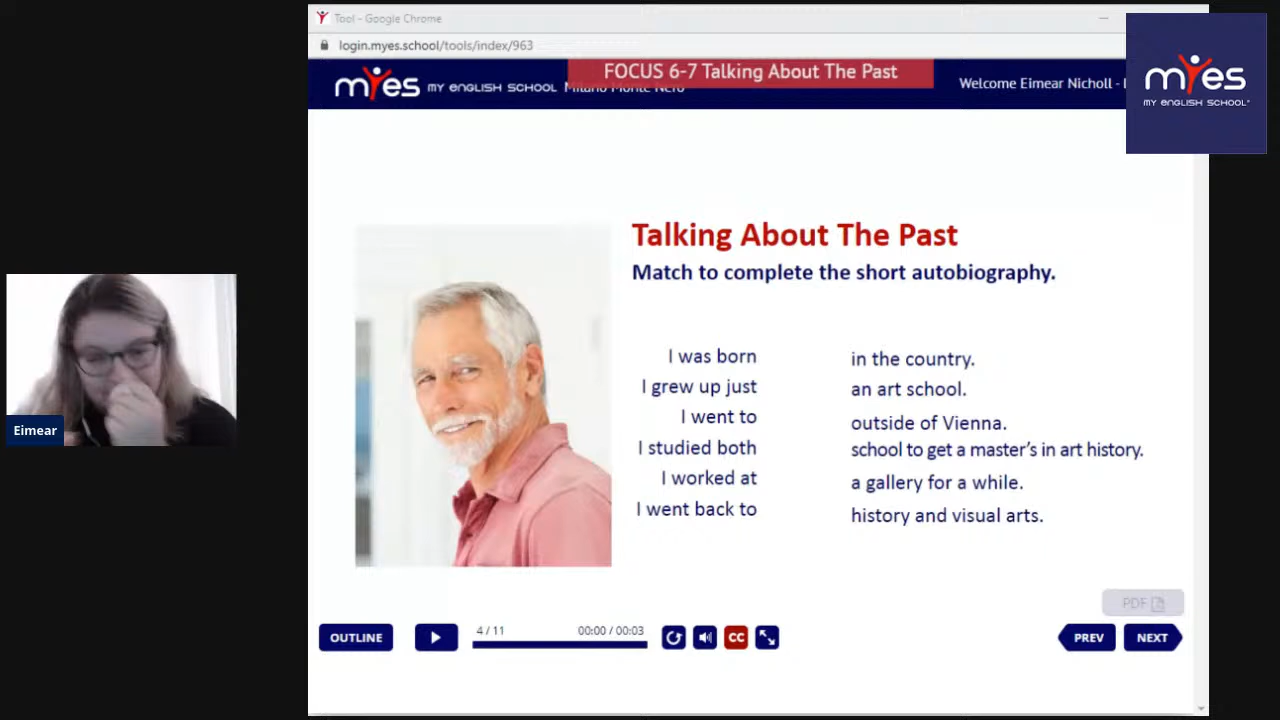 Tool - Google Chrome
login.myes.school/tools/index/963
FOCUS 6-7 Talking About The Past
myes MY ENGLISH SCHOOL Milano Monte Nero
Welcome Eimear Nicholl -
myes
MY ENGLISH SCHOOL
Talking About The Past
Match to complete the short autobiography.
I was born in the country.
I grew up just an art school.
I went to outside of Vienna.
I studied both school to get a master's in art history.
I worked at a gallery for a while.
I went back to history and visual arts.
Eimear
PDF
OUTLINE 4 / 11 00:00 / 00:03 CC PREV NEXT